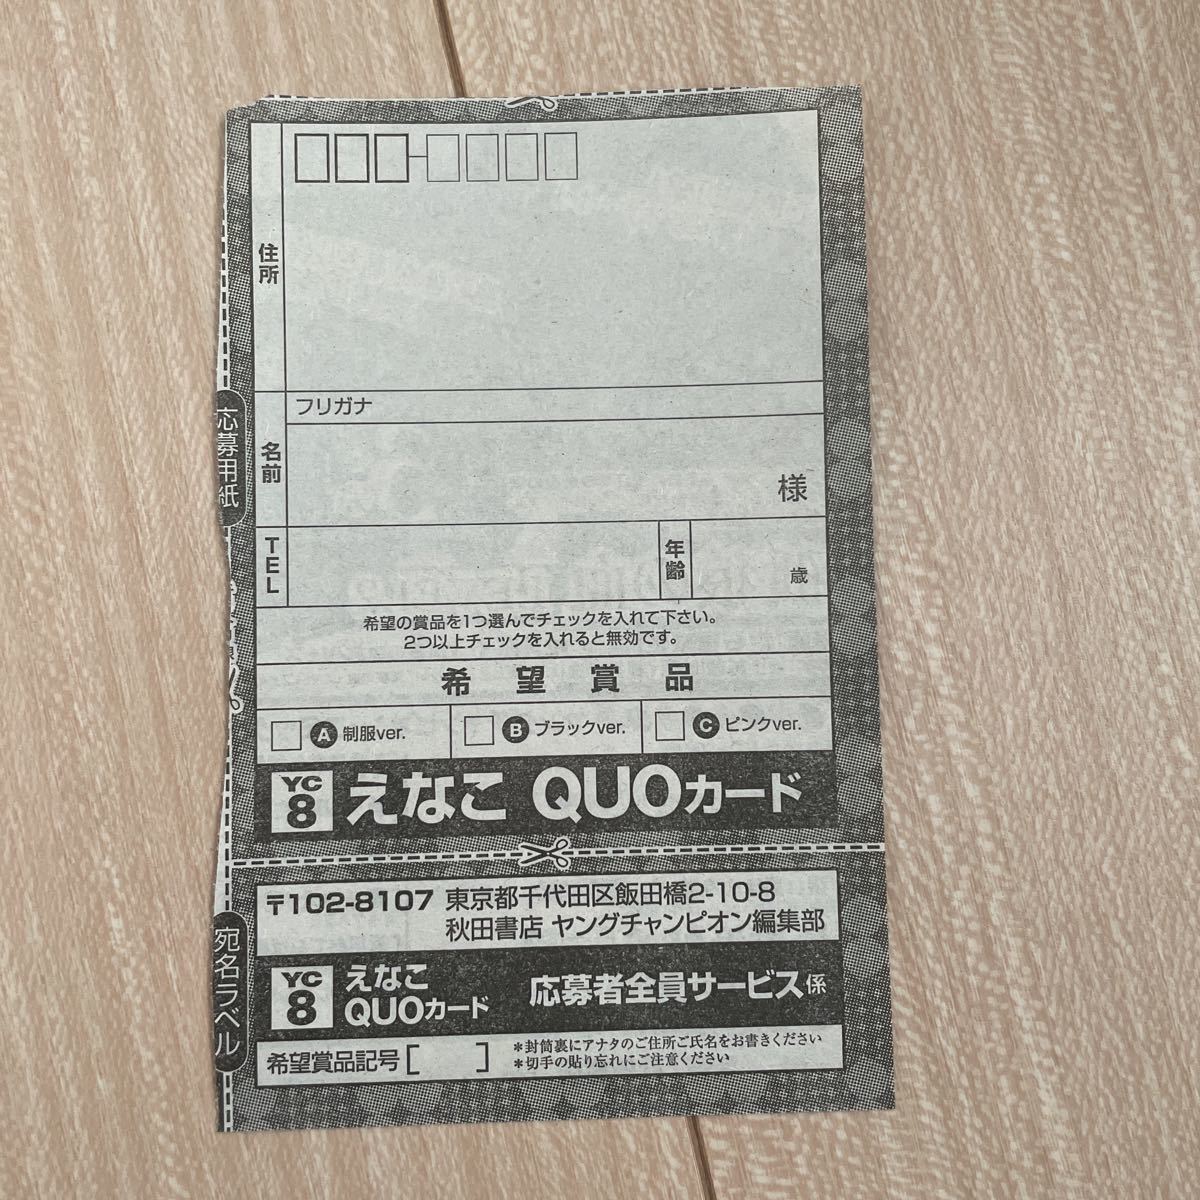 住所
応募用紙
フリガナ
名前
様
TEL
年齢
歳
希望の賞品を1つ選んでチェックを入れて下さい。
2つ以上チェックを入れると無効です。
希望賞品
A 制服ver.
B ブラックver.
C ピンクver.
YC 8 えなこ QUOカード
〒102-8107 東京都千代田区飯田橋2-10-8
秋田書店 ヤングチャンピオン編集部
宛名ラベル
YC 8
えなこ
QUOカード
応募者全員サービス係
希望賞品記号[ ]
*封筒裏にアナタのご住所ご氏名をお書きください
*切手の貼り忘れにご注意ください